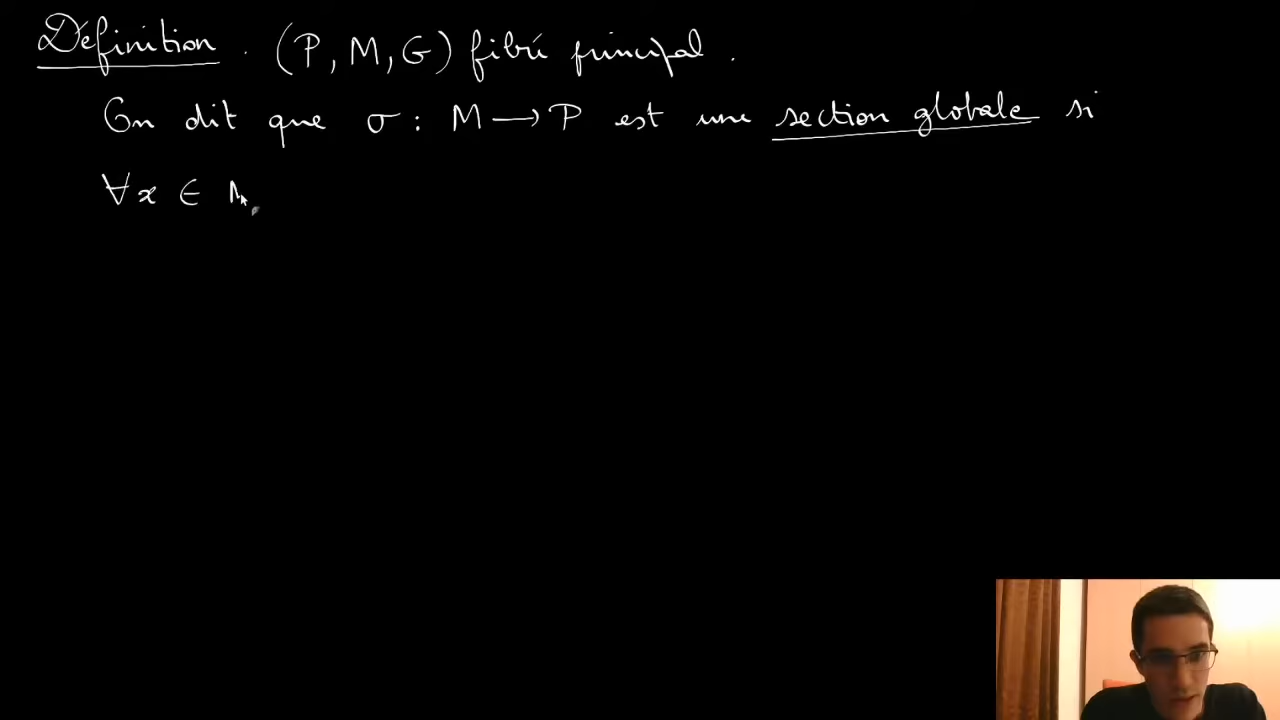 Définition. (P, M, G) fibré principal.
On dit que σ : M → P est une section globale si
∀x ∈